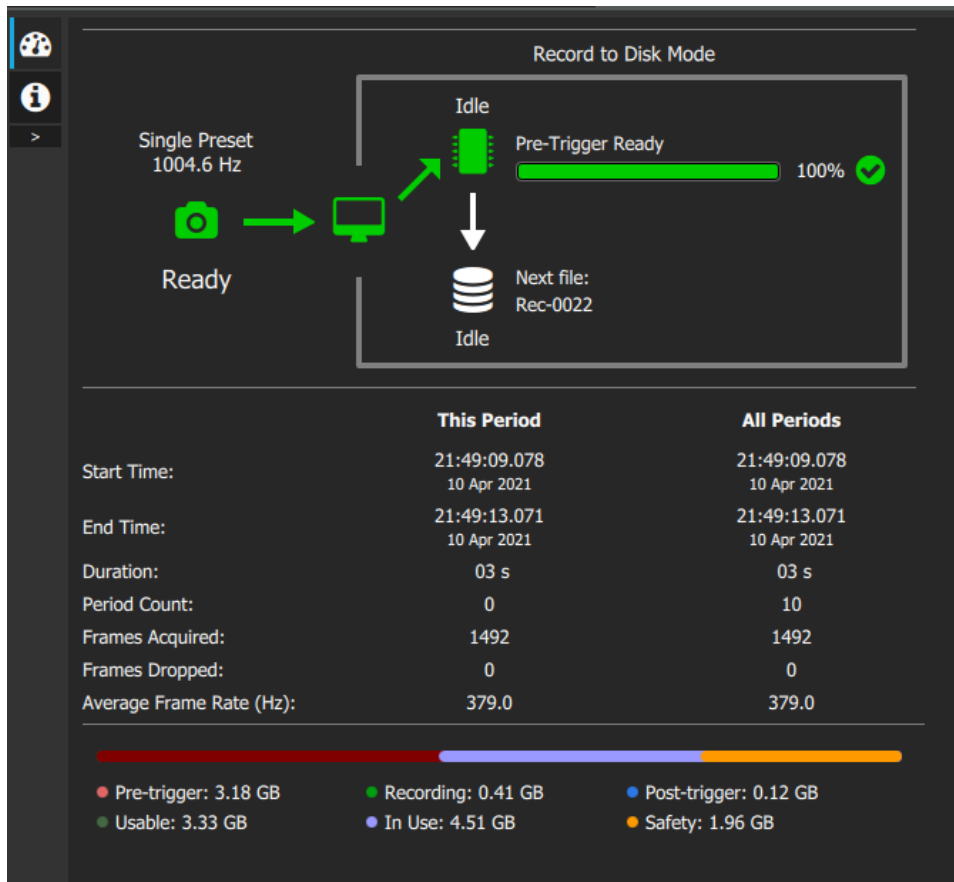 Record to Disk Mode
Idle
Single Preset
1004.6 Hz
Pre-Trigger Ready
100%
Ready
Next file:
Rec-0022
Idle
This Period All Periods
Start Time: 21:49:09.078 21:49:09.078
10 Apr 2021 10 Apr 2021
End Time: 21:49:13.071 21:49:13.071
10 Apr 2021 10 Apr 2021
Duration: 03 s 03 s
Period Count: 0 10
Frames Acquired: 1492 1492
Frames Dropped: 0 0
Average Frame Rate (Hz): 379.0 379.0
Pre-trigger: 3.18 GB Recording: 0.41 GB Post-trigger: 0.12 GB
Usable: 3.33 GB In Use: 4.51 GB Safety: 1.96 GB